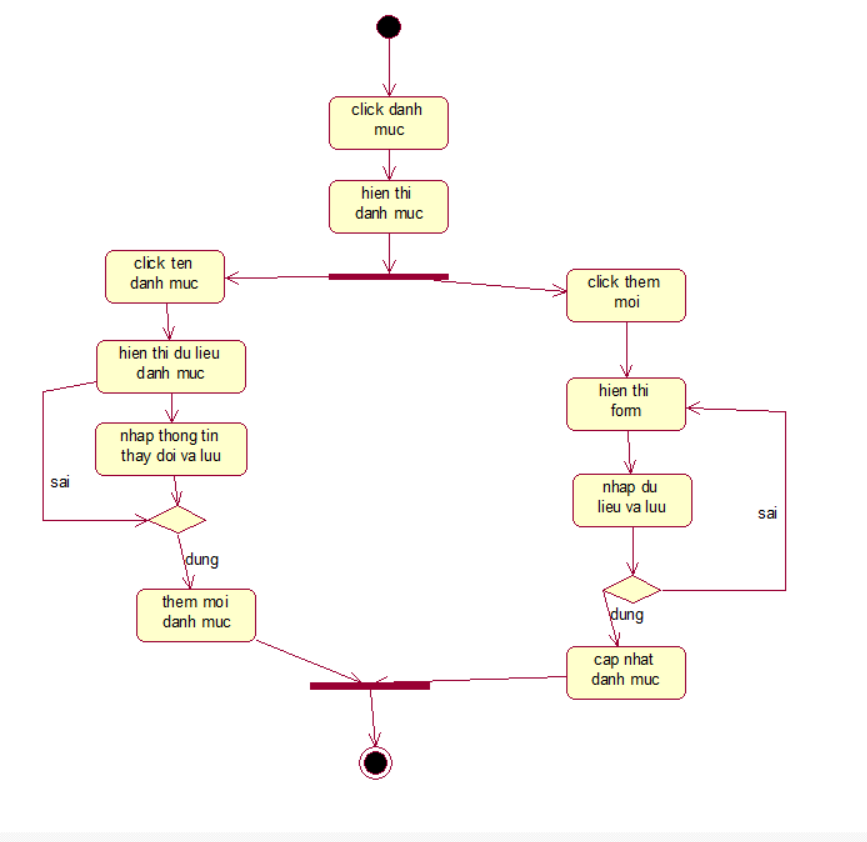 click danh
muc
hien thi
danh muc
click ten
danh muc
click them
moi
hien thi du lieu
danh muc
hien thi
form
nhap thong tin
thay doi va luu
nhap du
lieu va luu
sai
sai
dung
dung
them moi
danh muc
cap nhat
danh muc